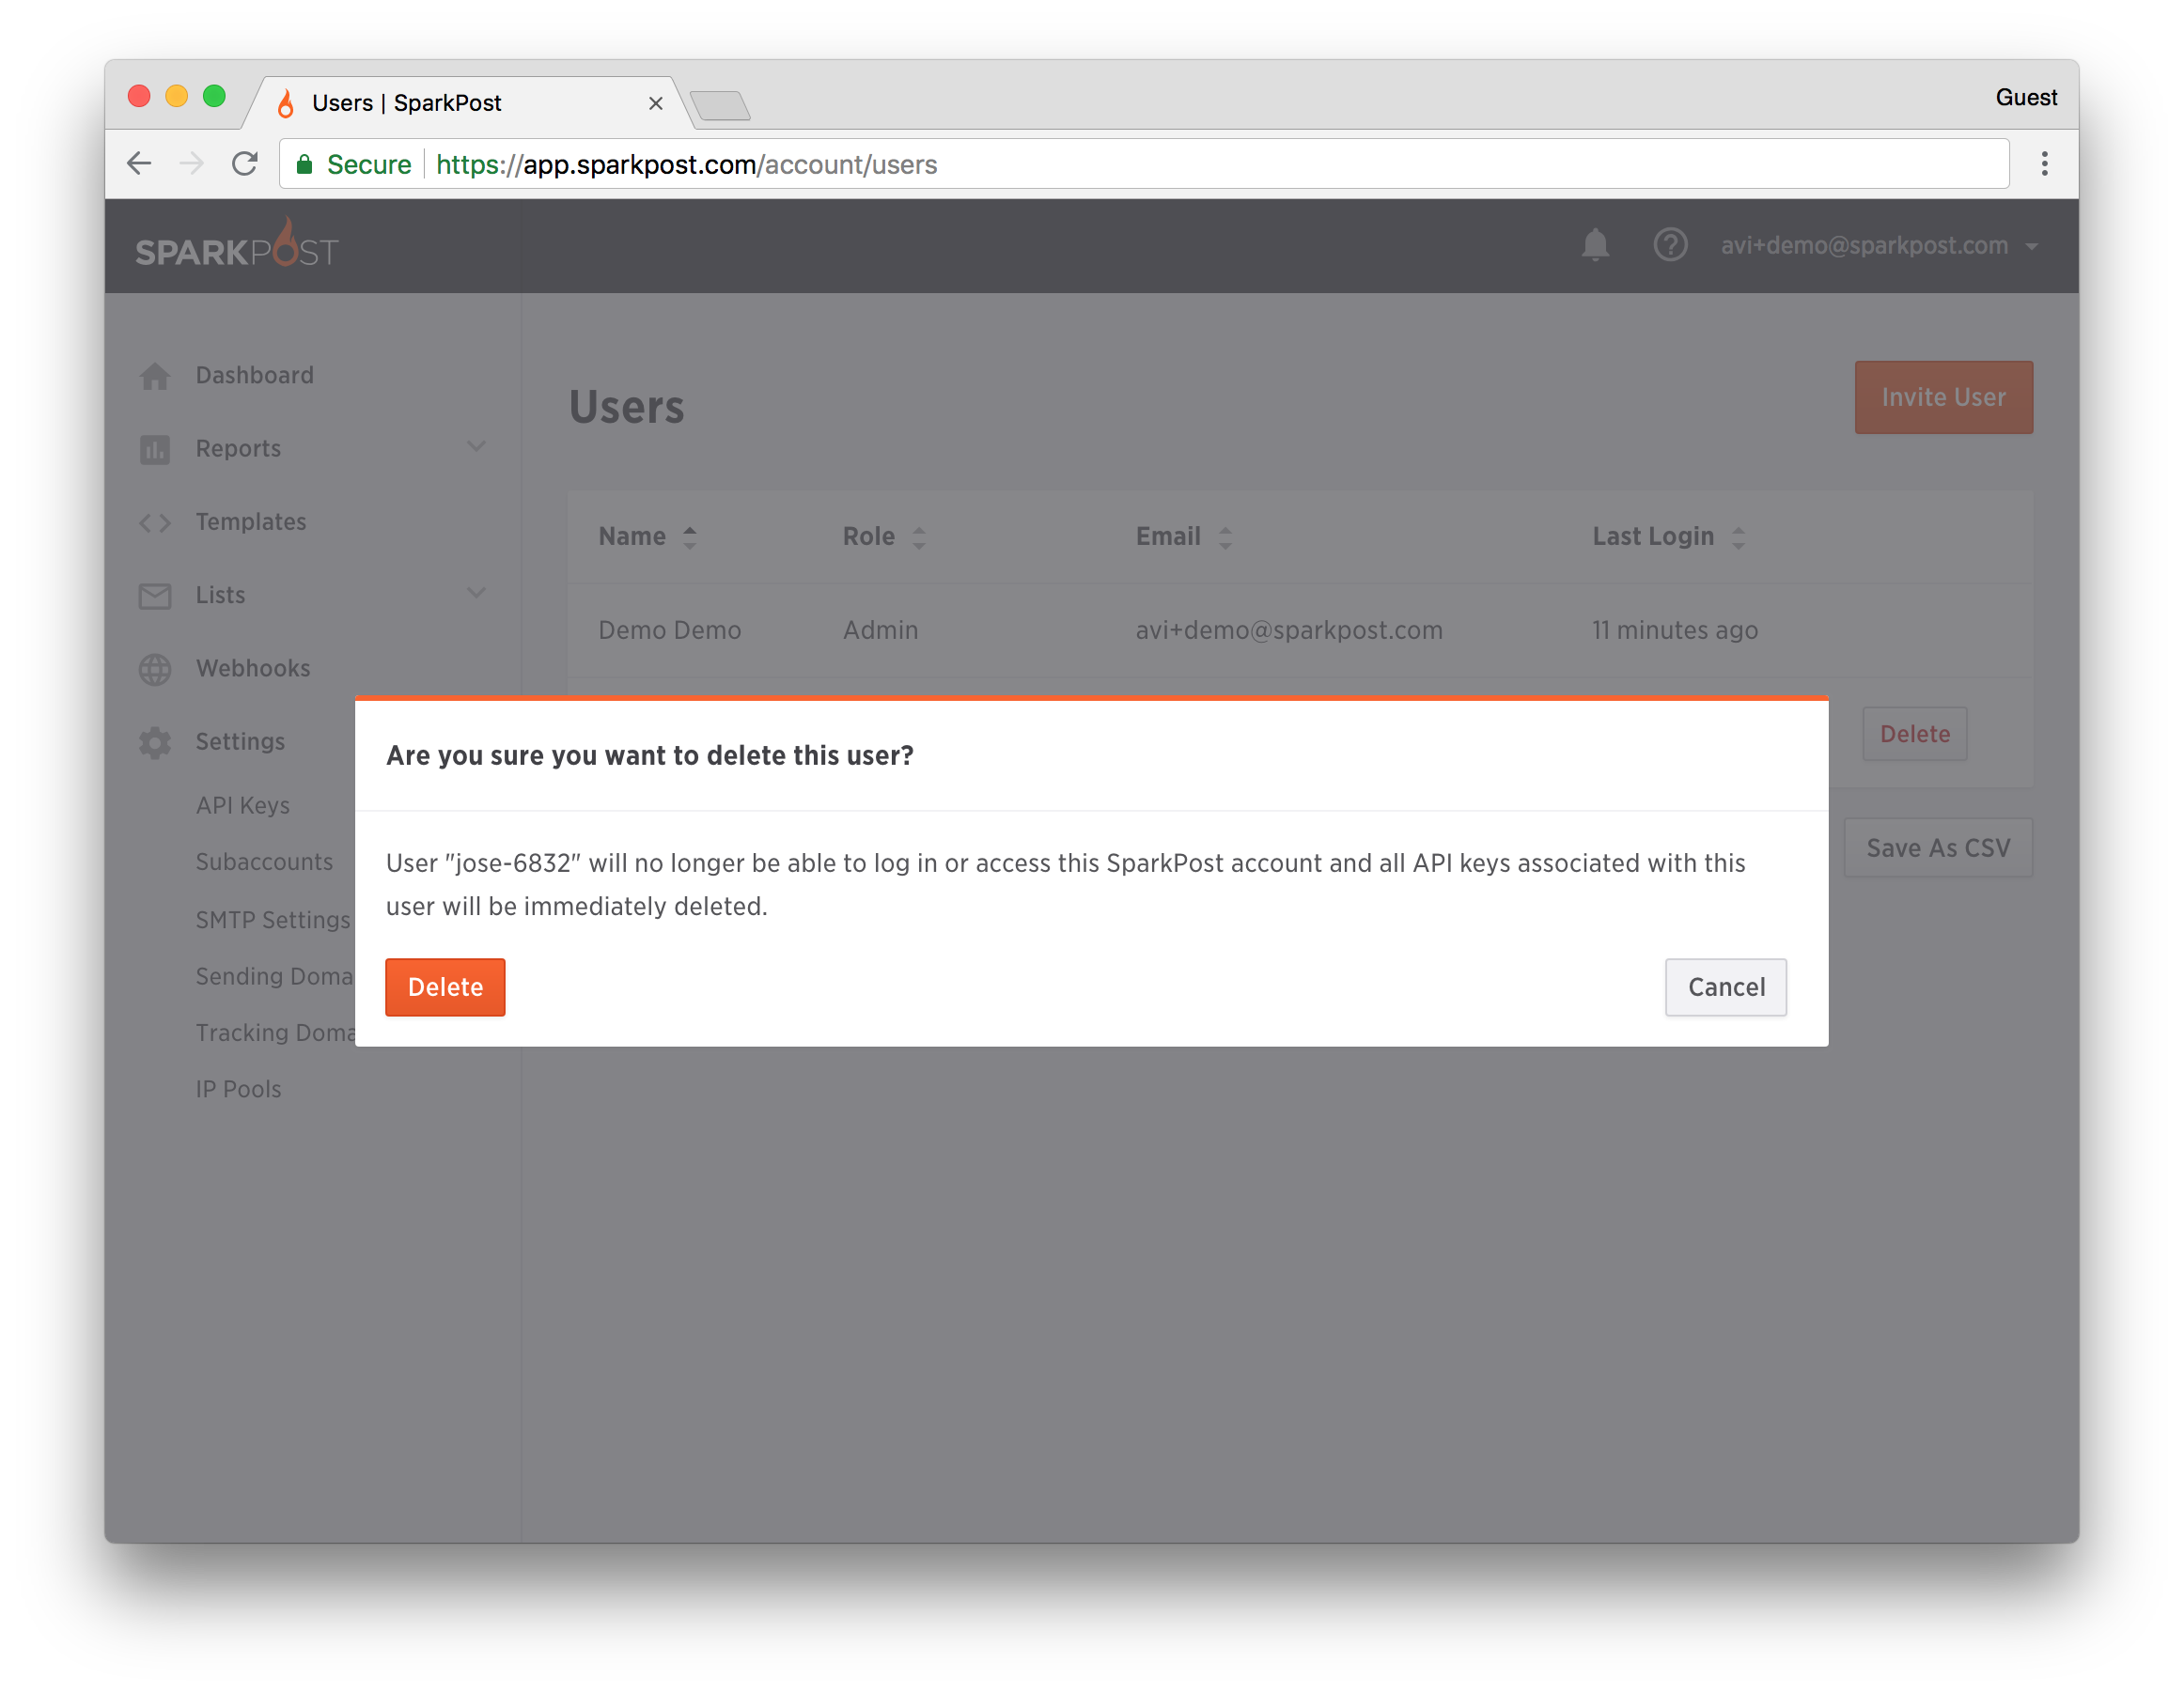 Users | SparkPost
Guest
Secure
https://app.sparkpost.com/account/users
SPARKPOST
avi+demo@sparkpost.com
Dashboard
Reports
Templates
Lists
Webhooks
Settings
API Keys
Subaccounts
SMTP Settings
Sending Doma
Tracking Doma
IP Pools
Users
Invite User
Name Role Email Last Login
Demo Demo Admin avi+demo@sparkpost.com 11 minutes ago
Delete
Save As CSV
Are you sure you want to delete this user?
User "jose-6832" will no longer be able to log in or access this SparkPost account and all API keys associated with this
user will be immediately deleted.
Delete
Cancel